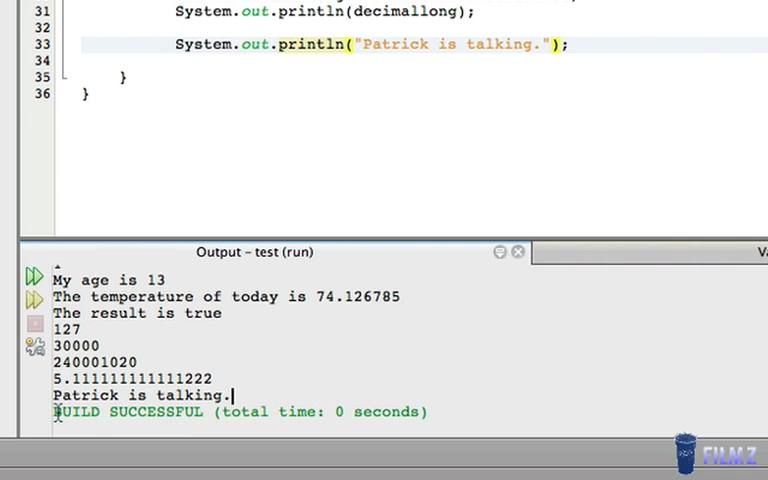 31 System.out.println(decimallong);
32
33 System.out.println("Patrick is talking.");
34
35 }
36 }
Output – test (run)
My age is 13
The temperature of today is 74.126785
The result is true
127
30000
240001020
5.111111111111222
Patrick is talking.
BUILD SUCCESSFUL (total time: 0 seconds)
FILM Z